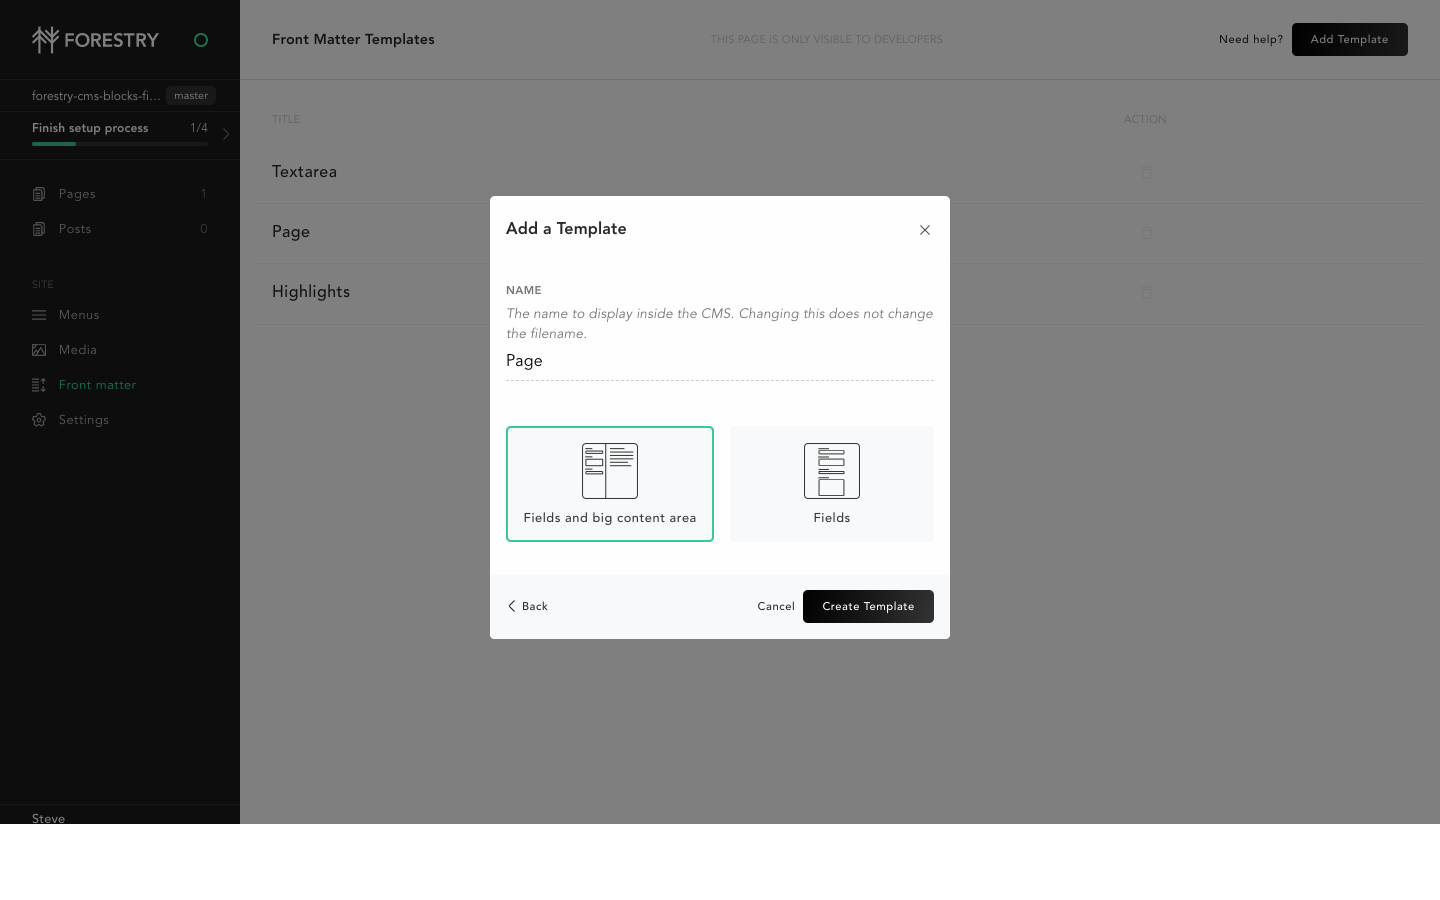 FORESTRY
forestry-cms-blocks-fi... master
Finish setup process 1/4
Pages 1
Posts 0
SITE
Menus
Media
Front matter
Settings
Steve
Front Matter Templates
THIS PAGE IS ONLY VISIBLE TO DEVELOPERS
Need help?
Add Template
TITLE ACTION
Textarea
Page
Highlights
Add a Template
NAME
The name to display inside the CMS. Changing this does not change
the filename.
Page
Fields and big content area
Fields
Back
Cancel
Create Template